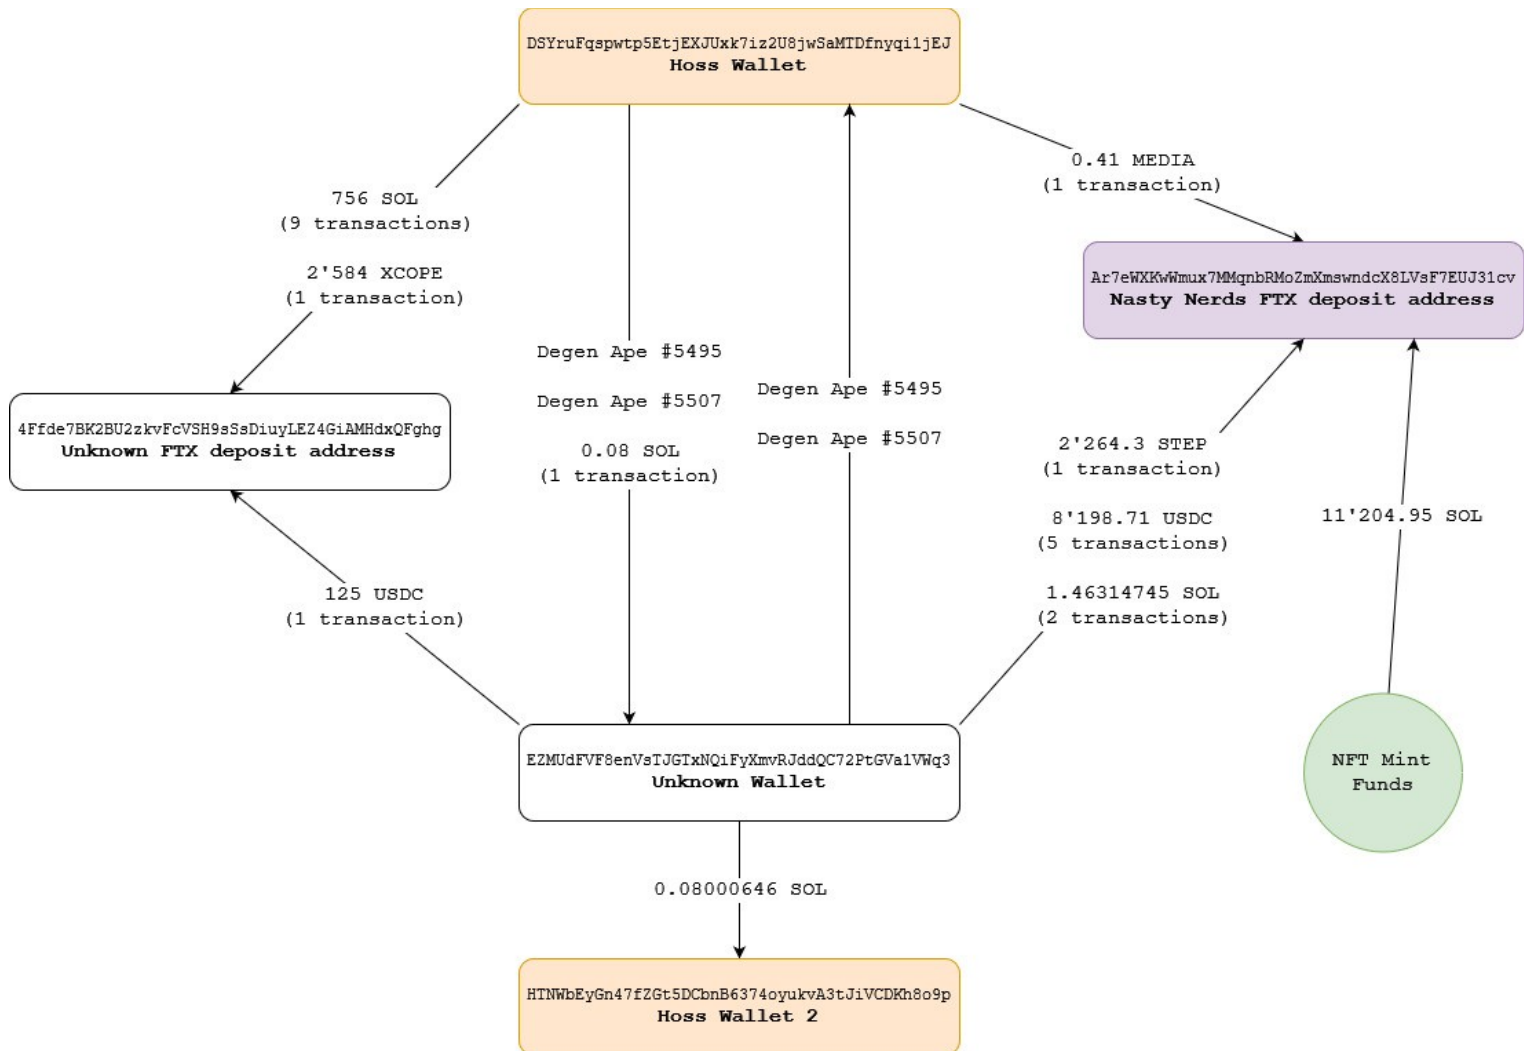 DSYruFqspwtp5EtjEXJUxk7iz2U8jwSaMTDfnyqi1jEJ
Hoss Wallet
0.41 MEDIA
(1 transaction)
756 SOL
(9 transactions)
2'584 XCOPE
(1 transaction)
Ar7eWXKwWmux7MMqnbRMoZmXmswndcX8LVsF7EUJ31cv
Nasty Nerds FTX deposit address
Degen Ape #5495
Degen Ape #5507
0.08 SOL
(1 transaction)
Degen Ape #5495
Degen Ape #5507
4Ffde7BK2BU2zkvFcVSH9sSsDiuyLEZ4GiAMHdxQFghg
Unknown FTX deposit address
2'264.3 STEP
(1 transaction)
8'198.71 USDC
(5 transactions)
1.46314745 SOL
(2 transactions)
11'204.95 SOL
125 USDC
(1 transaction)
EZMUdFVF8enVsTJGTxNQiFyXmvRJddQC72PtGVa1VWq3
Unknown Wallet
NFT Mint
Funds
0.08000646 SOL
HTNWbEyGn47fZGt5DCbnB6374oyukvA3tJiVCDKh8o9p
Hoss Wallet 2